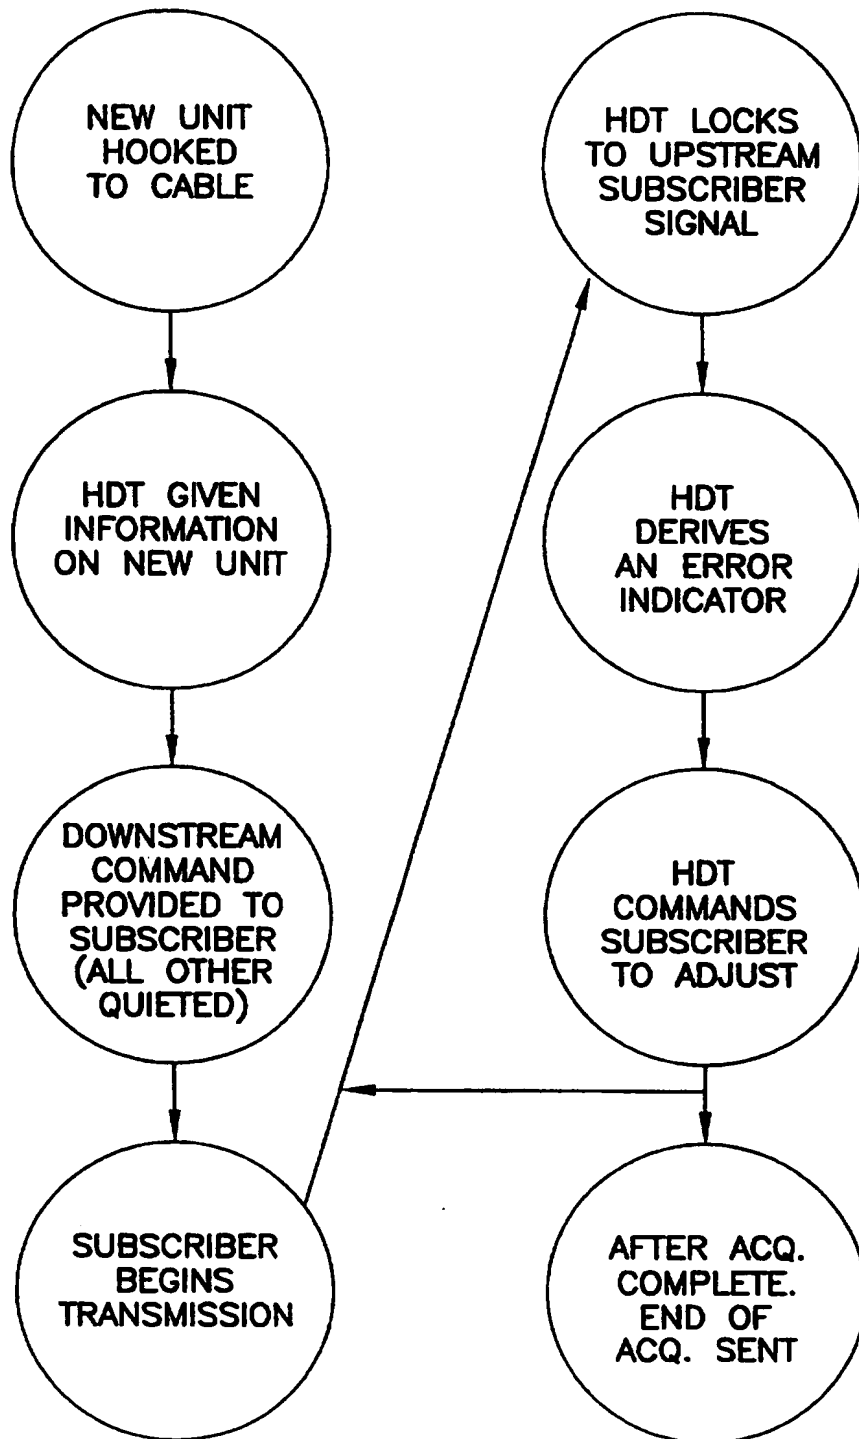 NEW UNIT
HOOKED
TO CABLE
HDT GIVEN
INFORMATION
ON NEW UNIT
DOWNSTREAM
COMMAND
PROVIDED TO
SUBSCRIBER
(ALL OTHER
QUIETED)
SUBSCRIBER
BEGINS
TRANSMISSION
HDT LOCKS
TO UPSTREAM
SUBSCRIBER
SIGNAL
HDT
DERIVES
AN ERROR
INDICATOR
HDT
COMMANDS
SUBSCRIBER
TO ADJUST
AFTER ACQ.
COMPLETE.
END OF
ACQ. SENT